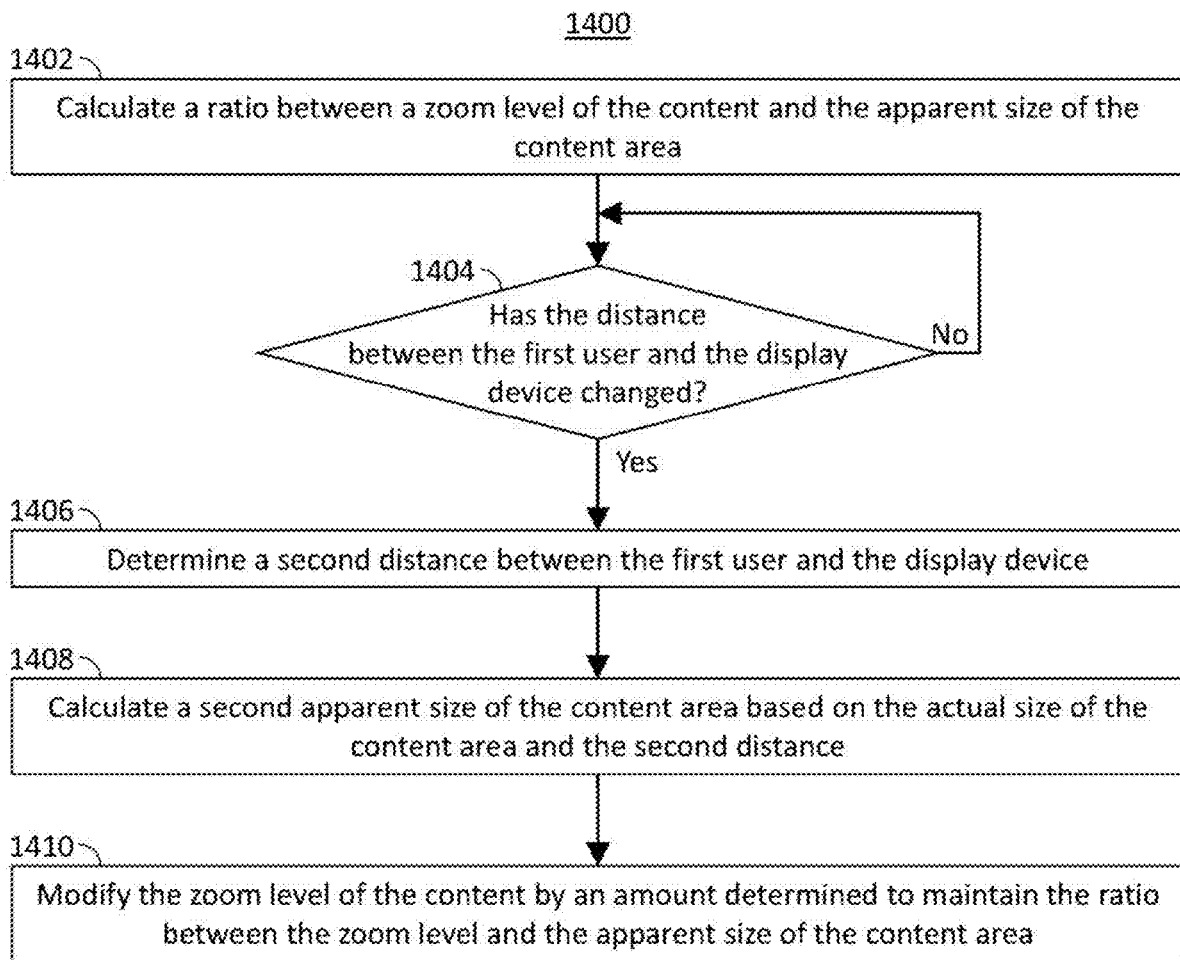 1400
1402
Calculate a ratio between a zoom level of the content and the apparent size of the
content area
1404
Has the distance
between the first user and the display
device changed?
No
Yes
1406
Determine a second distance between the first user and the display device
1408
Calculate a second apparent size of the content area based on the actual size of the
content area and the second distance
1410
Modify the zoom level of the content by an amount determined to maintain the ratio
between the zoom level and the apparent size of the content area